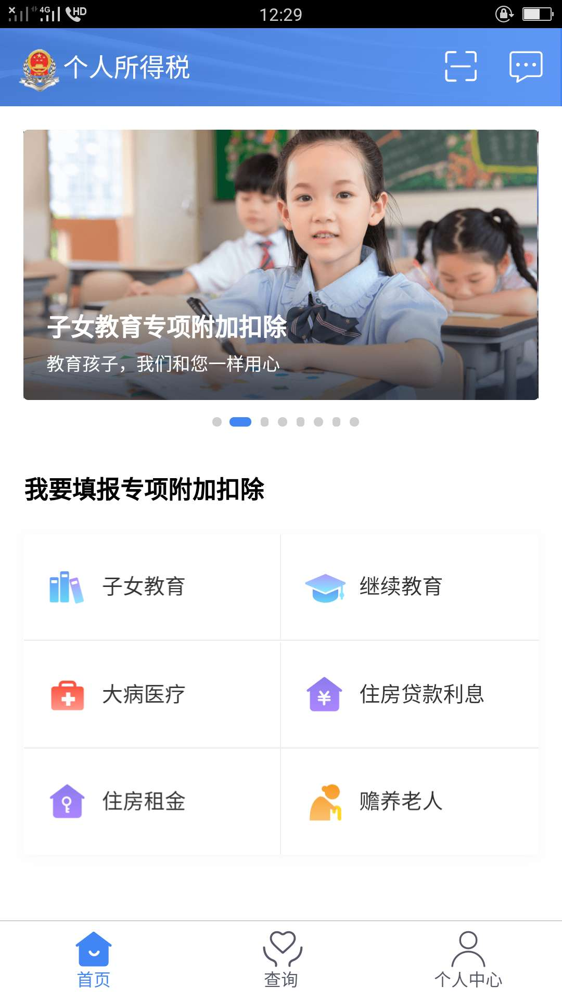 4G HD 12:29
个人所得税
子女教育专项附加扣除
教育孩子，我们和您一样用心
我要填报专项附加扣除
子女教育 继续教育
大病医疗 住房贷款利息
住房租金 赡养老人
首页 查询 个人中心